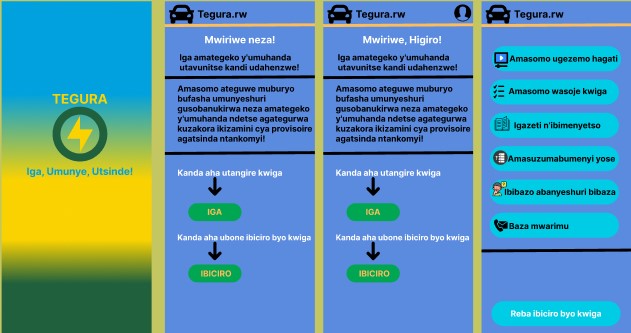 TEGURA
Iga, Umunye, Utsinde!
Tegura.rw
Mwiriwe neza!
Iga amategeko y'umuhanda
utavunitse kandi udahenzwe!
Amasomo ateguwe muburyo
bufasha umunyeshuri
gusobanukirwa neza amategeko
y'umuhanda ndetse agategurwa
kuzakora ikizamini cya provisoire
agatsinda ntankomyi!
Kanda aha utangire kwiga
IGA
Kanda aha ubone ibiciro byo kwiga
IBICIRO
Tegura.rw
Mwiriwe, Higiro!
Iga amategeko y'umuhanda
utavunitse kandi udahenzwe!
Amasomo ateguwe muburyo
bufasha umunyeshuri
gusobanukirwa neza amategeko
y'umuhanda ndetse agategurwa
kuzakora ikizamini cya provisoire
agatsinda ntankomyi!
Kanda aha utangire kwiga
IGA
Kanda aha ubone ibiciro byo kwiga
IBICIRO
Tegura.rw
Amasomo ugezemo hagati
Amasomo wasoje kwiga
Igazeti n'ibimenyetso
Amasuzumabumenyi yose
Ibibazo abanyeshuri bibaza
Baza mwarimu
Reba ibiciro byo kwiga